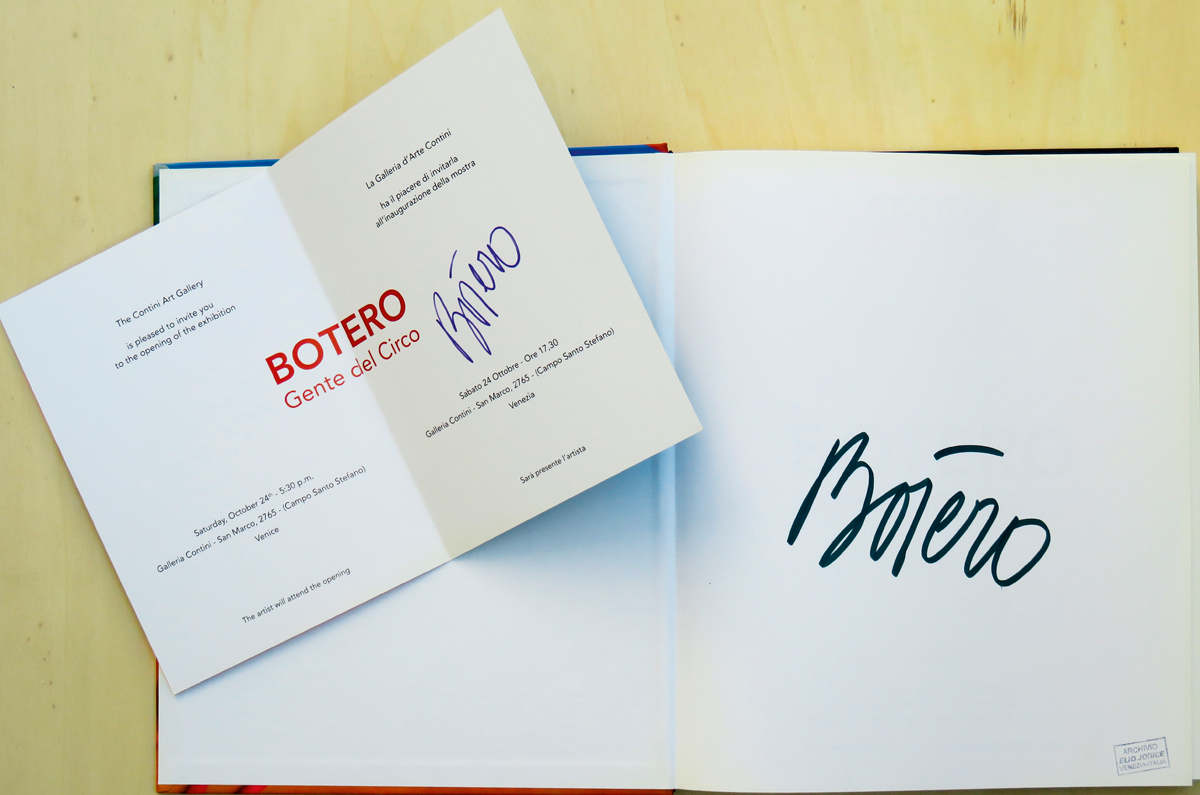 The Contini Art Gallery
is pleased to invite you
to the opening of the exhibition
BOTERO
Gente del Circo
Saturday, October 24th - 5:30 p.m.
Galleria Contini - San Marco, 2765 - (Campo Santo Stefano)
Venice
The artist will attend the opening
La Galleria d'Arte Contini
ha il piacere di invitarla
all'inaugurazione della mostra
Botero
Sabato 24 Ottobre - Ore 17,30
Galleria Contini - San Marco, 2765 - (Campo Santo Stefano)
Venezia
Sarà presente l'artista
Botero
ARCHIVIO
ELIO JODICE
VENEZIA-ITALIA